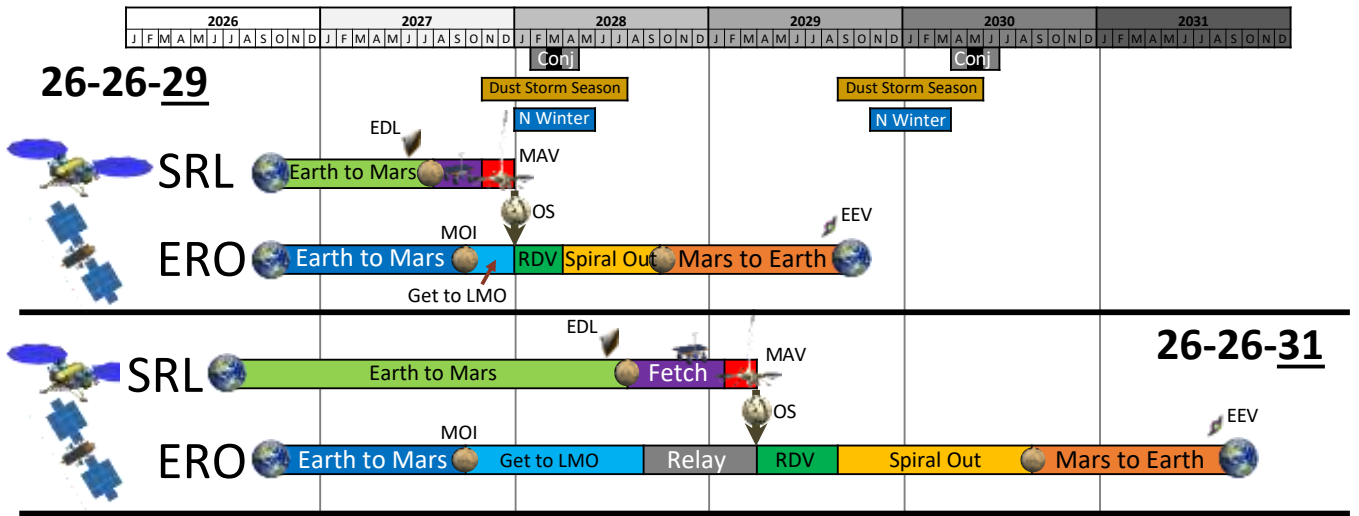 2026 2027 2028 2029 2030 2031
J F M A M J J A S O N D J F M A M J J A S O N D J F M A M J J A S O N D J F M A M J J A S O N D J F M A M J J A S O N D J F M A M J J A S O N D
Conj Conj
26-26-29
Dust Storm Season Dust Storm Season
N Winter N Winter
EDL
MAV
SRL Earth to Mars
OS
EEV
MOI
ERO Earth to Mars RDV Spiral Out Mars to Earth
Get to LMO
EDL
26-26-31
MAV
SRL Earth to Mars Fetch
OS
EEV
MOI
ERO Earth to Mars Get to LMO Relay RDV Spiral Out Mars to Earth